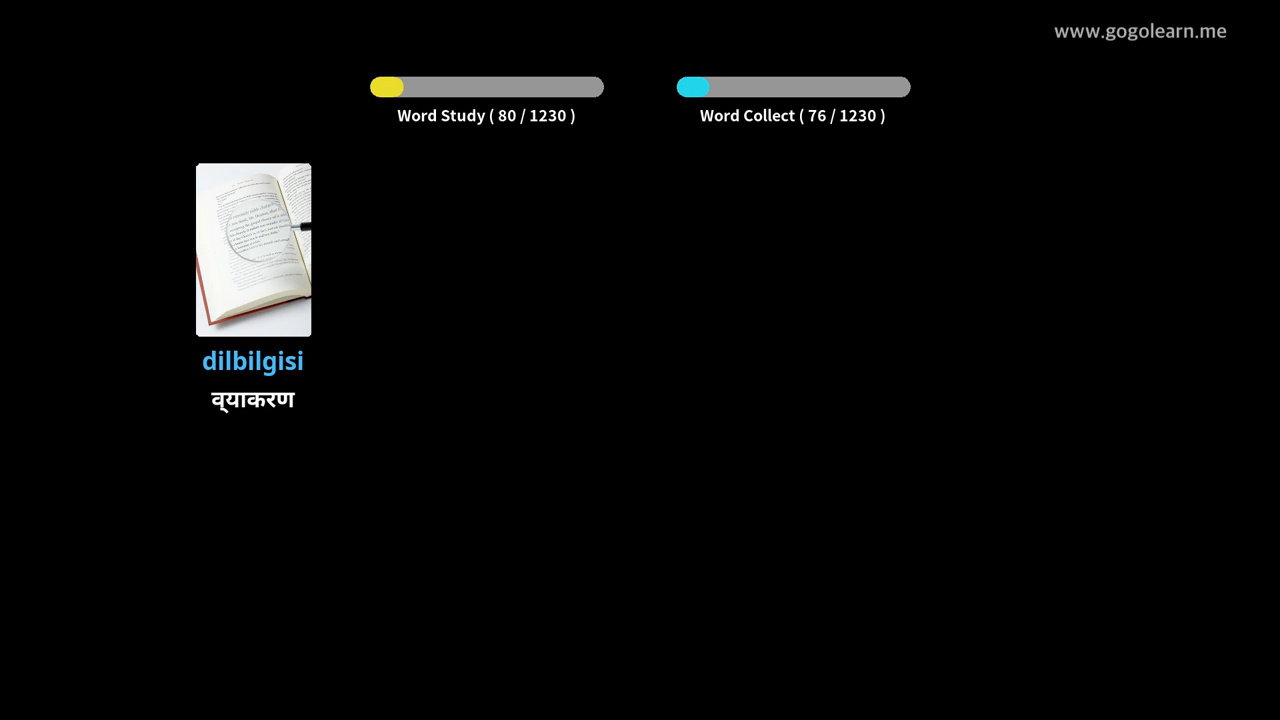 www.gogolearn.me
Word Study ( 80 / 1230 )
Word Collect ( 76 / 1230 )
dilbilgisi
व्याकरण